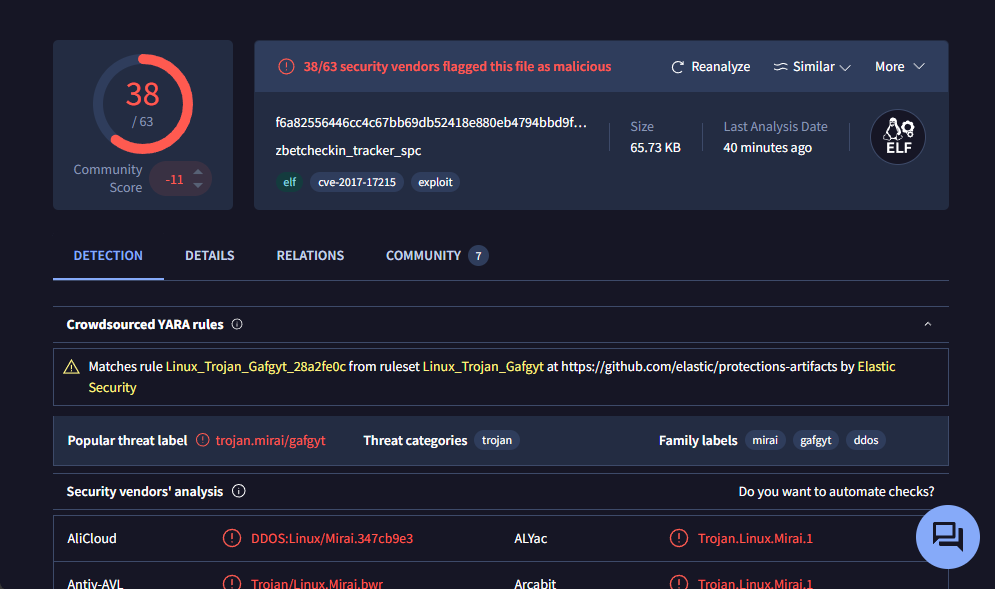 38
/ 63
Community Score
-11
38/63 security vendors flagged this file as malicious
Reanalyze
Similar
More
f6a82556446cc4c67bb69db52418e880eb4794bbd9f...
zbetcheckin_tracker_spc
elf
cve-2017-17215
exploit
Size
65.73 KB
Last Analysis Date
40 minutes ago
ELF
DETECTION
DETAILS
RELATIONS
COMMUNITY 7
Crowdsourced YARA rules
Matches rule Linux_Trojan_Gafgyt_28a2fe0c from ruleset Linux_Trojan_Gafgyt at https://github.com/elastic/protections-artifacts by Elastic
Security
Popular threat label trojan.mirai/gafgyt
Threat categories trojan
Family labels mirai gafgyt ddos
Security vendors' analysis
Do you want to automate checks?
AliCloud
DDOS:Linux/Mirai.347cb9e3
ALYac
Trojan.Linux.Mirai.1
Antiy-AVL
Trojan/Linux.Mirai.bwr
Arcabit
Trojan.Linux.Mirai.1